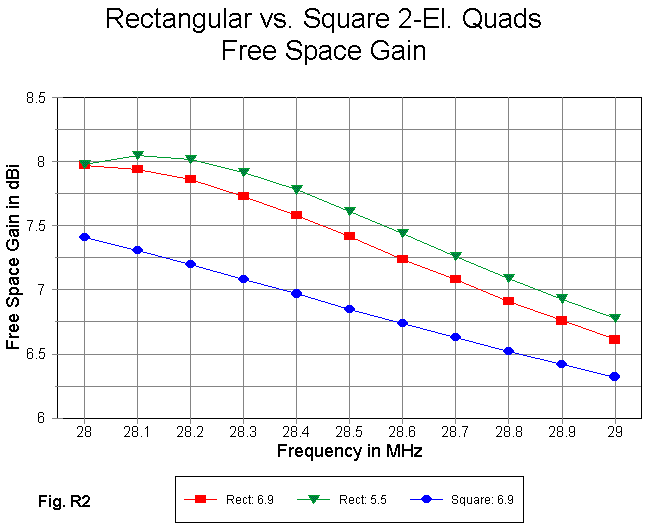 Rectangular vs. Square 2-El. Quads
Free Space Gain
Free Space Gain in dBi
8.5
8
7.5
7
6.5
6
28 28.1 28.2 28.3 28.4 28.5 28.6 28.7 28.8 28.9 29
Frequency in MHz
Fig. R2
Rect: 6.9 Rect: 5.5 Square: 6.9